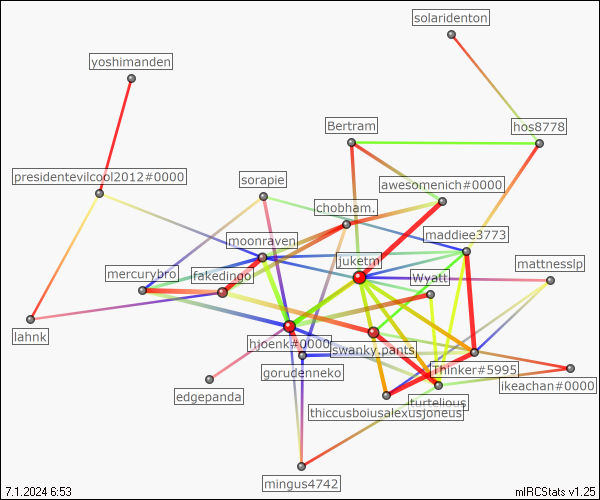 solaridenton
yoshimanden
Bertram
hos8778
presidentevilcool2012#0000
sorapie
awesomenich#0000
chobham.
moonraven
maddiee3773
juketm
mercurybro
fakedingo
Wyatt
mattnesslp
lahnk
hjoenk#0000
swanky.pants
gorudenneko
Thinker#5995
edgepanda
ikeachan#0000
thiccusboiusalexusjoneus
turtelious
mingus4742
7.1.2024 6:53
mIRCStats v1.25